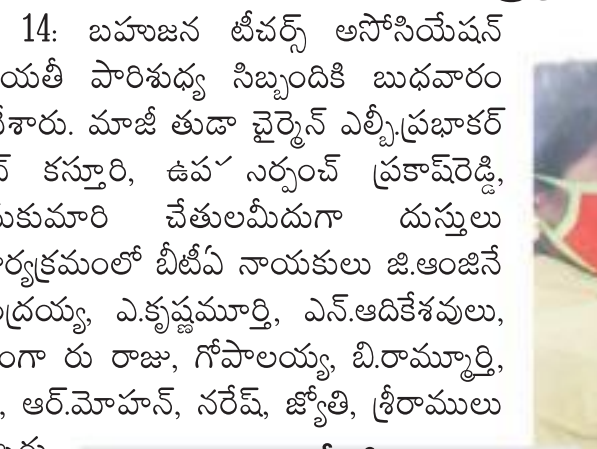 14: బహుజన టీచర్స్ అసోసియేషన్
యతీ పారిశుధ్య సిబ్బందికి బుధవారం
శారు. మాజీ తుడా చైర్మెన్ ఎల్బీ.ప్రభాకర్
కస్తూరి, ఉప సర్పంచ్ ప్రకాష్‌రెడ్డి,
కుమారి చేతులమీదుగా దుస్తులు
ర్యక్రమంలో బీటీఏ నాయకులు జి.ఆంజినే
ద్రయ్య, ఎ.కృష్ణమూర్తి, ఎన్.ఆదికేశవులు,
ంగా రు రాజు, గోపాలయ్య, బి.రామ్మూర్తి,
, ఆర్.మోహన్, నరేష్, జ్యోతి, శ్రీరాములు